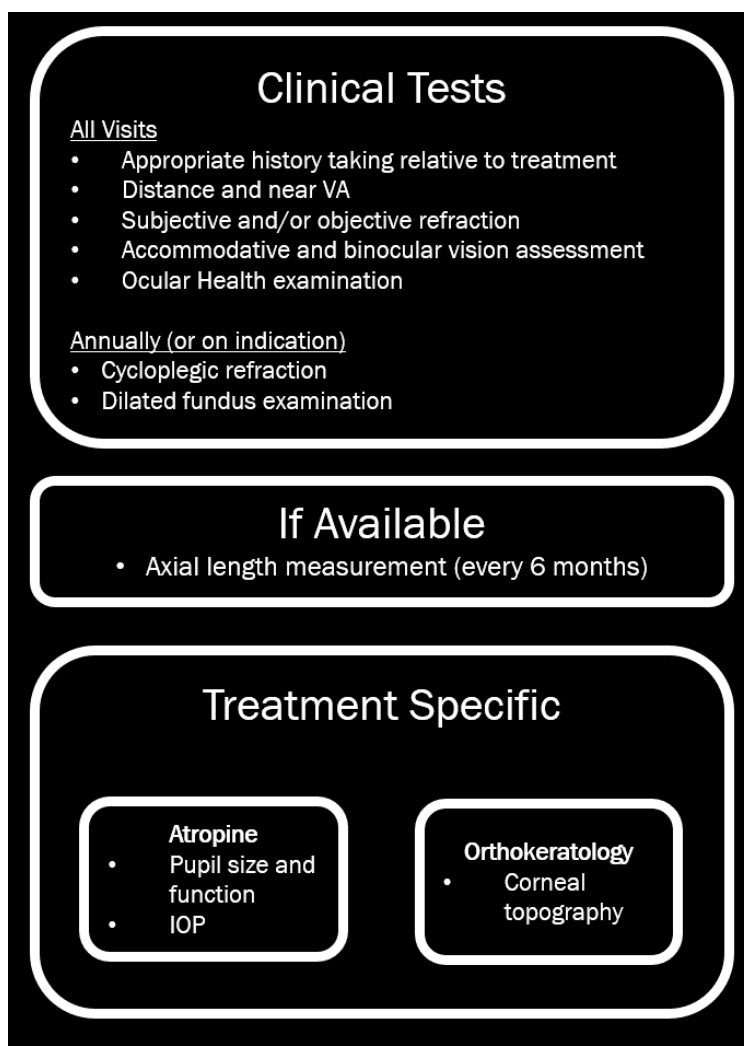 Clinical Tests
All Visits
• Appropriate history taking relative to treatment
• Distance and near VA
• Subjective and/or objective refraction
• Accommodative and binocular vision assessment
• Ocular Health examination
Annually (or on indication)
• Cycloplegic refraction
• Dilated fundus examination
If Available
• Axial length measurement (every 6 months)
Treatment Specific
Atropine
• Pupil size and
function
• IOP
Orthokeratology
• Corneal
topography